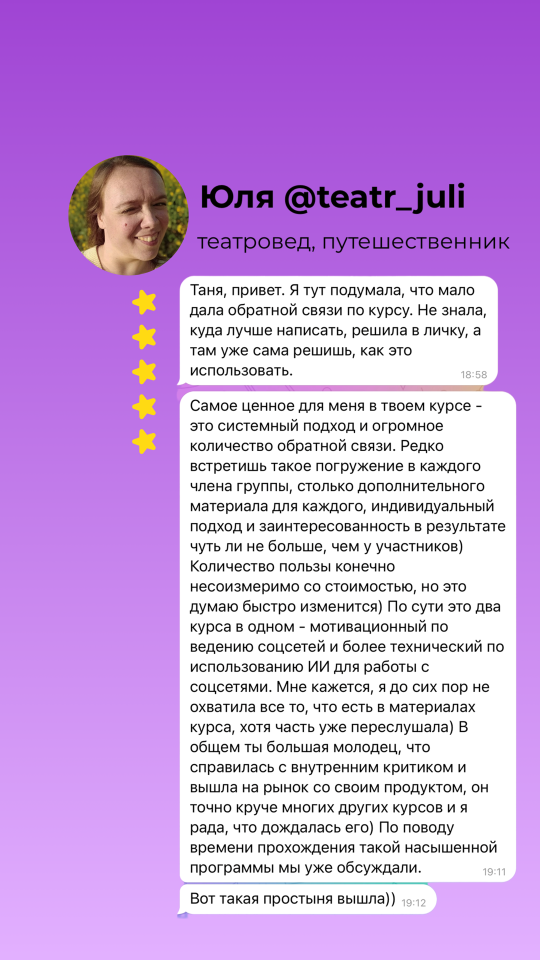 Юля @teatr_juli
театровед, путешественник
Таня, привет. Я тут подумала, что мало
дала обратной связи по курсу. Не знала,
куда лучше написать, решила в личку, а
там уже сама решишь, как это
использовать.
18:58
Самое ценное для меня в твоем курсе -
это системный подход и огромное
количество обратной связи. Редко
встретишь такое погружение в каждого
члена группы, столько дополнительного
материала для каждого, индивидуальный
подход и заинтересованность в результате
чуть ли не больше, чем у участников)
Количество пользы конечно
несоизмеримо со стоимостью, но это
думаю быстро изменится) По сути это два
курса в одном - мотивационный по
ведению соцсетей и более технический по
использованию ИИ для работы с
соцсетями. Мне кажется, я до сих пор не
охватила все то, что есть в материалах
курса, хотя часть уже переслушала) В
общем ты большая молодец, что
справилась с внутренним критиком и
вышла на рынок со своим продуктом, он
точно круче многих других курсов и я
рада, что дождалась его) По поводу
времени прохождения такой насышенной
программы мы уже обсуждали.
19:11
Вот такая простыня вышла)) 19:12